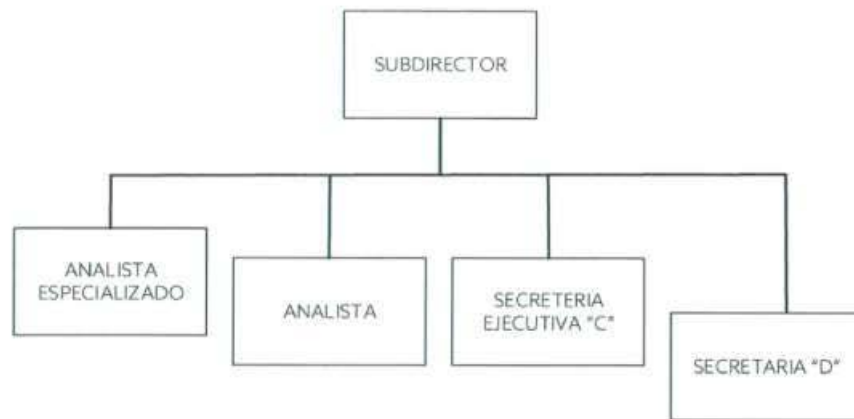 SUBDIRECTOR
ANALISTA
ESPECIALIZADO
ANALISTA
SECRETERIA
EJECUTIVA "C"
SECRETARIA "D"